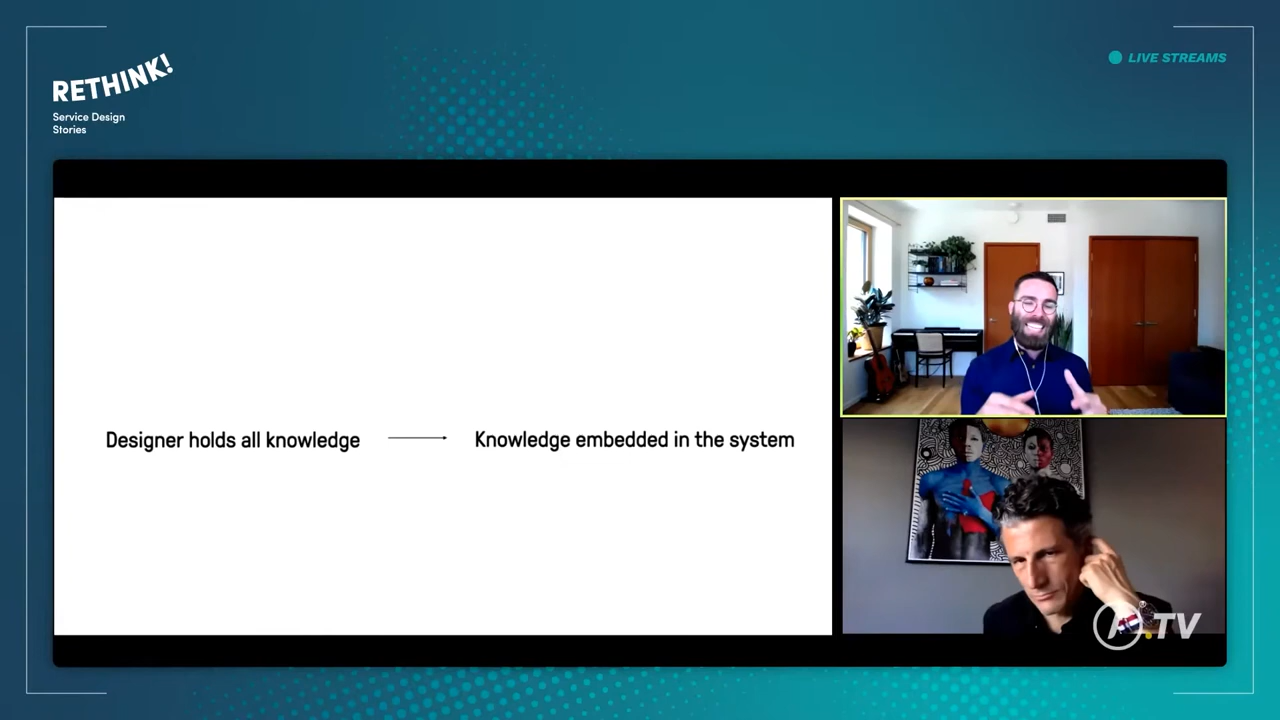 RETHINK!
Service Design
Stories
LIVE STREAMS
Designer holds all knowledge → Knowledge embedded in the system
.TV